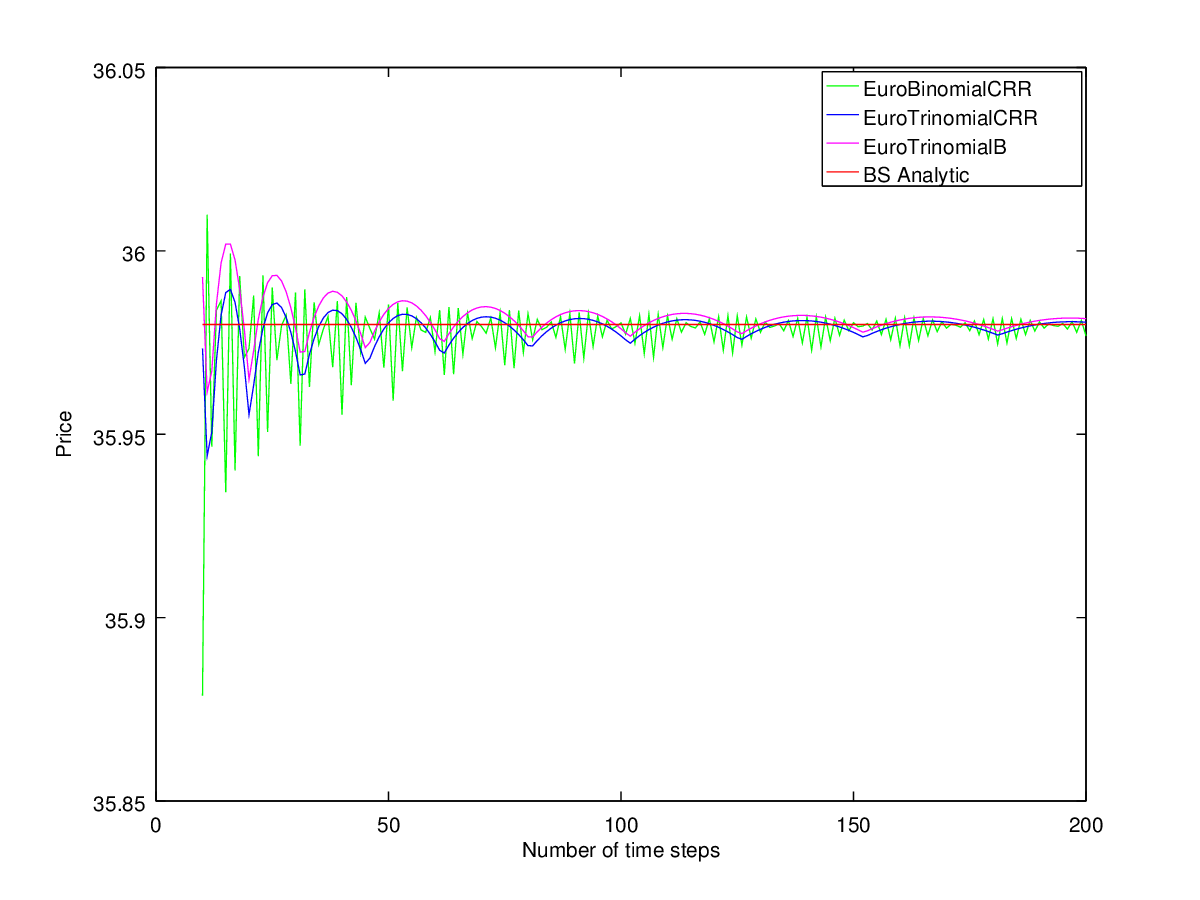 36.05
36
35.95
35.9
35.85
Price
EuroBinomialCRR
EuroTrinomialCRR
EuroTrinomialB
BS Analytic
0 50 100 150 200
Number of time steps